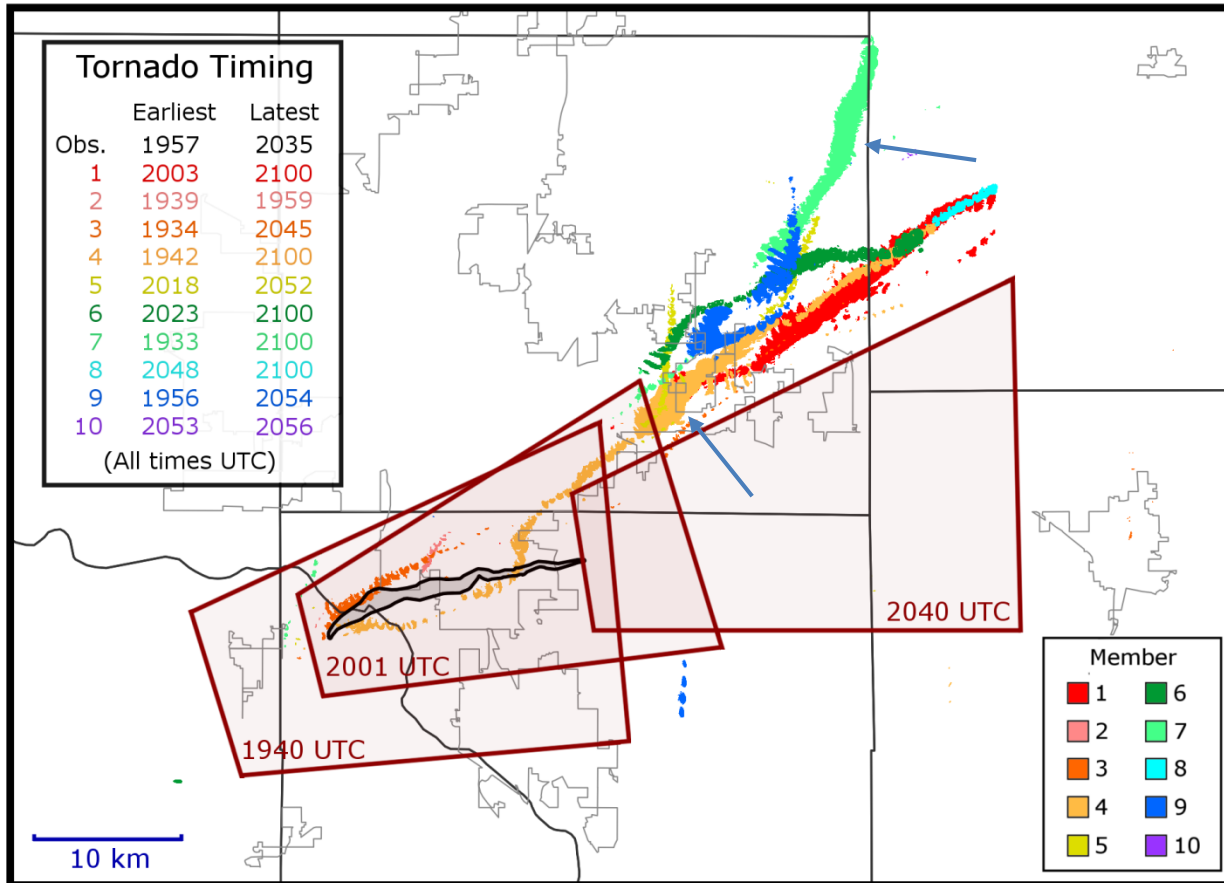 Tornado Timing
Earliest Latest
Obs. 1957 2035
1 2003 2100
2 1939 1959
3 1934 2045
4 1942 2100
5 2018 2052
6 2023 2100
7 1933 2100
8 2048 2100
9 1956 2054
10 2053 2056
(All times UTC)
2040 UTC
2001 UTC
1940 UTC
10 km
Member
1 6
2 7
3 8
4 9
5 10